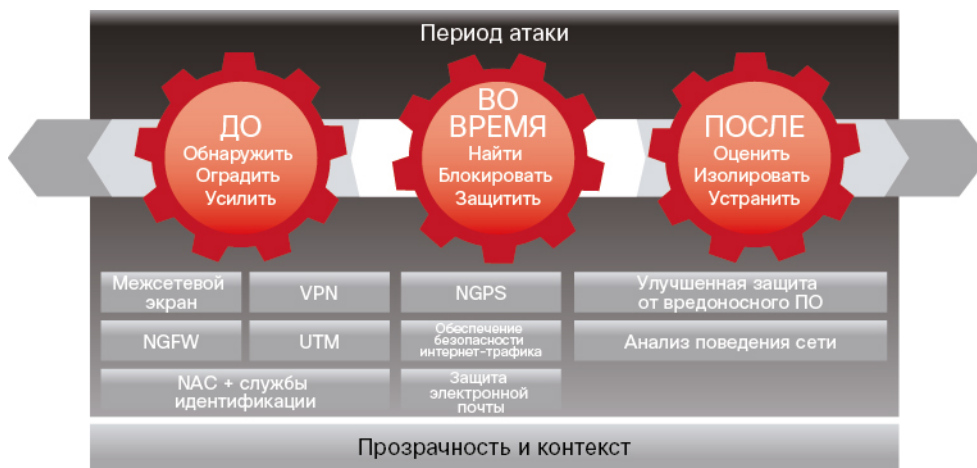 Период атаки
ДО
Обнаружить
Оградить
Усилить
ВО
ВРЕМЯ
Найти
Блокировать
Защитить
ПОСЛЕ
Оценить
Изолировать
Устранить
Межсетевой
экран
VPN
NGPS
Улучшенная защита
от вредоносного ПО
NGFW
UTM
Обеспечение
безопасности
интернет-трафика
Анализ поведения сети
NAC + службы
идентификации
Защита
электронной
почты
Прозрачность и контекст